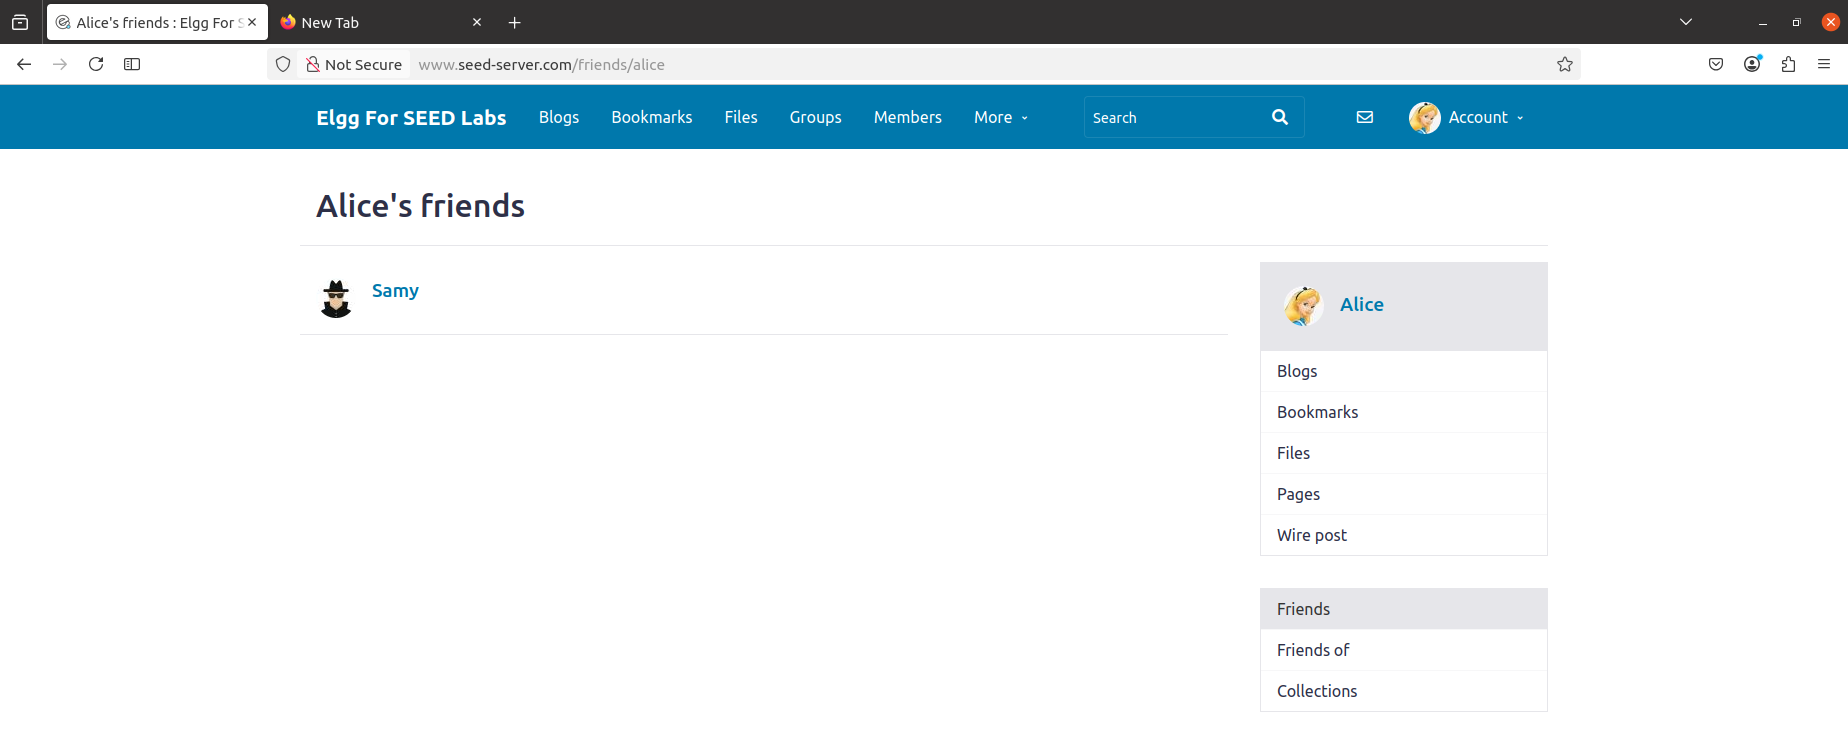 Alice's friends : Elgg For S
New Tab
Not Secure
www.seed-server.com/friends/alice
Elgg For SEED Labs
Blogs
Bookmarks
Files
Groups
Members
More
Search
Account
Alice's friends
Samy
Alice
Blogs
Bookmarks
Files
Pages
Wire post
Friends
Friends of
Collections